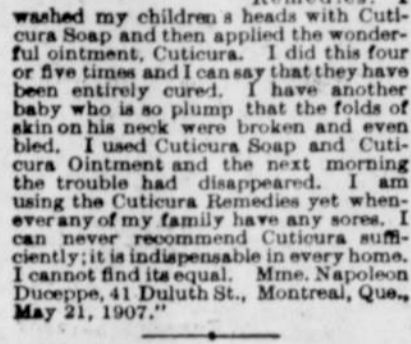 Remedies. I
washed my children s heads with Cuti-
cura Soap and then applied the wonder-
ful ointment, Cuticura. I did this four
or five times and I can say that they have
been entirely cured. I have another
baby who is so plump that the folds of
skin on his neck were broken and even
bled. I used Cuticura Soap and Cuti-
cura Ointment and the next morning
the trouble had disappeared. I am
using the Cuticura Remedies yet when-
ever any of my family have any sores. I
can never recommend Cuticura suffi-
ciently; it is indispensable in every home.
I cannot find its equal. Mme. Napoleon
Duceppe, 41 Duluth St., Montreal, Que.,
May 21, 1907."